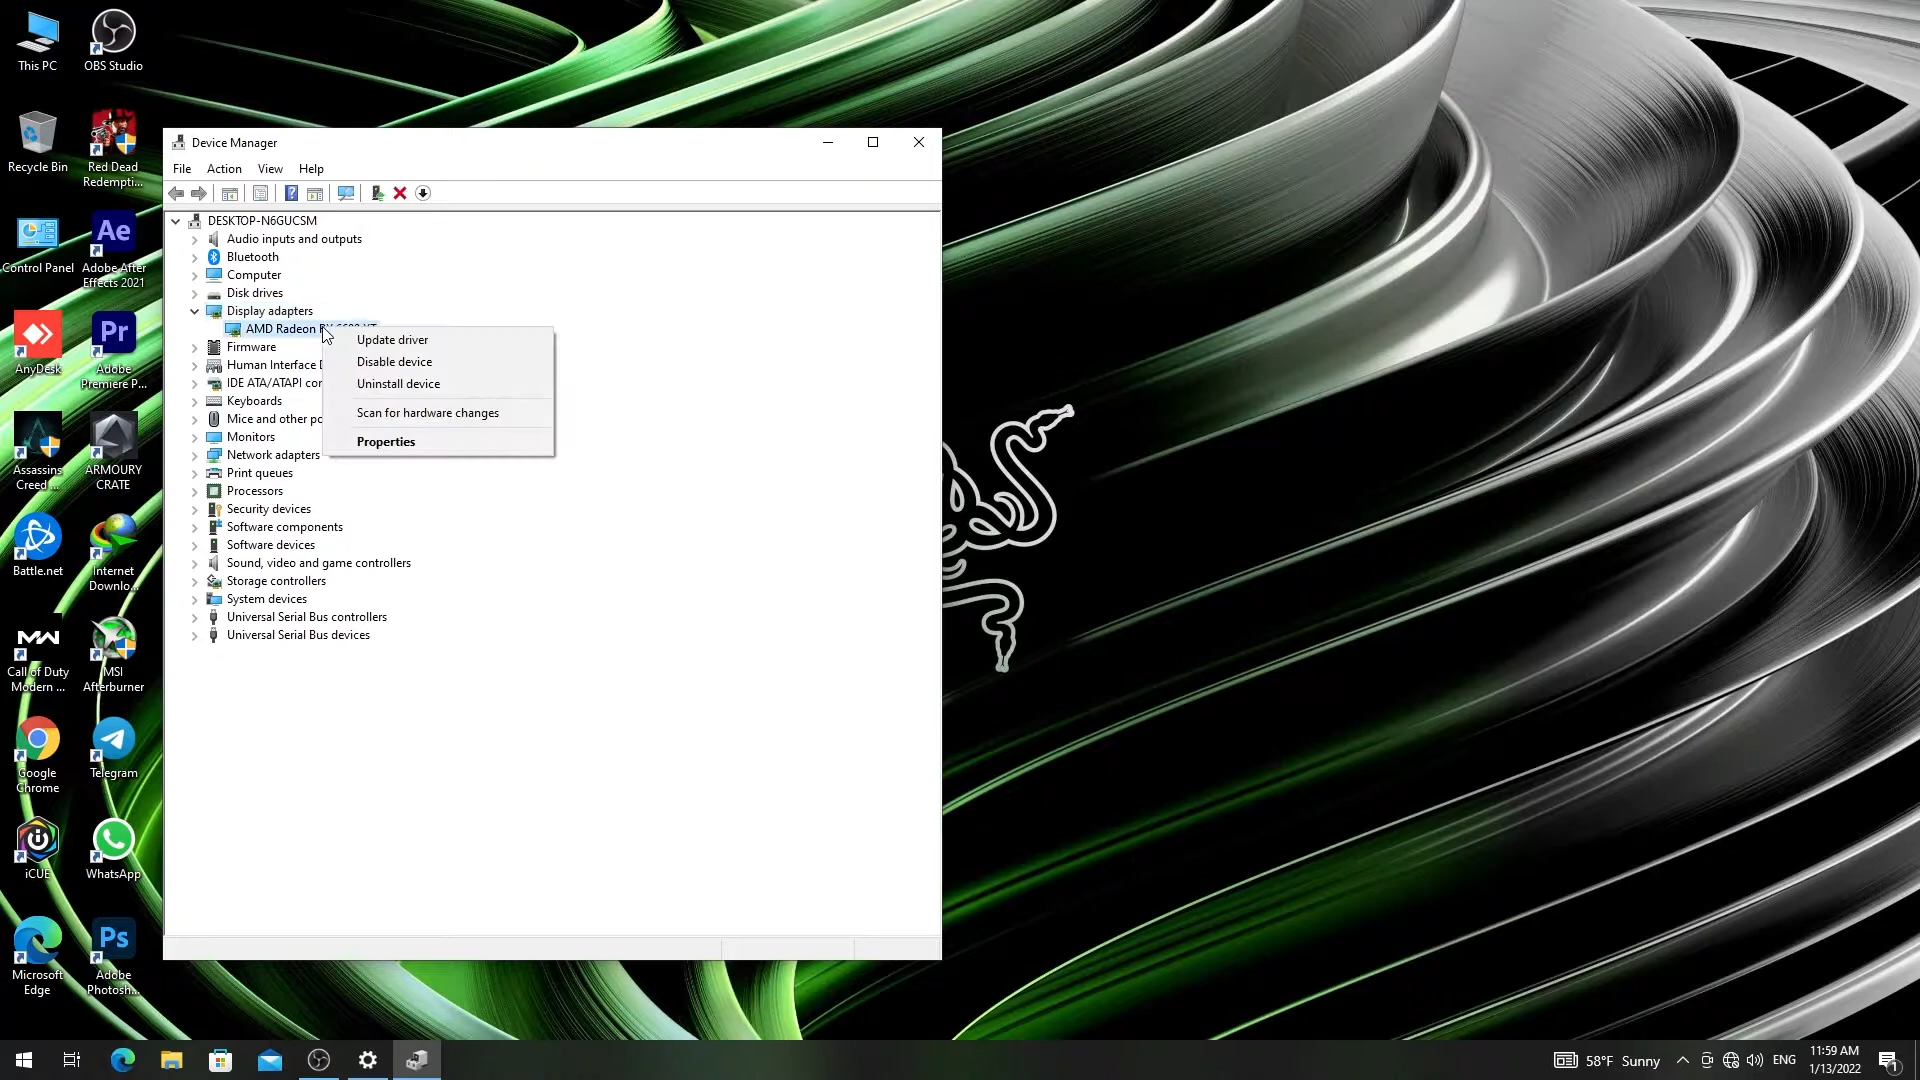 This PC
OBS Studio
Recycle Bin
Red Dead
Redempti...
Control Panel
Ae
Adobe After
Effects 2021
AnyDesk
Pr
Adobe
Premiere P...
Assassins
Creed ...
ARMOURY
CRATE
Battle.net
Internet
Downlo...
MW
Call of Duty
Modern ...
MSI
Afterburner
Google
Chrome
Telegram
iCUE
WhatsApp
Microsoft
Edge
Ps
Adobe
Photosh...
Device Manager
File Action View Help
DESKTOP-N6GUCSM
Audio inputs and outputs
Bluetooth
Computer
Disk drives
Display adapters
AMD Radeon
Firmware
Human Interface D
IDE ATA/ATAPI cor
Keyboards
Mice and other po
Monitors
Network adapters
Print queues
Processors
Security devices
Software components
Software devices
Sound, video and game controllers
Storage controllers
System devices
Universal Serial Bus controllers
Universal Serial Bus devices
Update driver
Disable device
Uninstall device
Scan for hardware changes
Properties
58°F Sunny
ENG
11:59 AM
1/13/2022
1